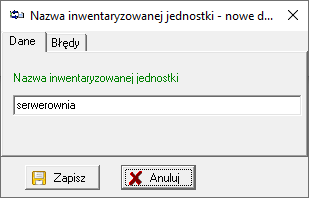 Nazwa inwentaryzowanej jednostki - nowe d...
Dane Błędy
Nazwa inwentaryzowanej jednostki
serwerownia
Zapisz Anuluj